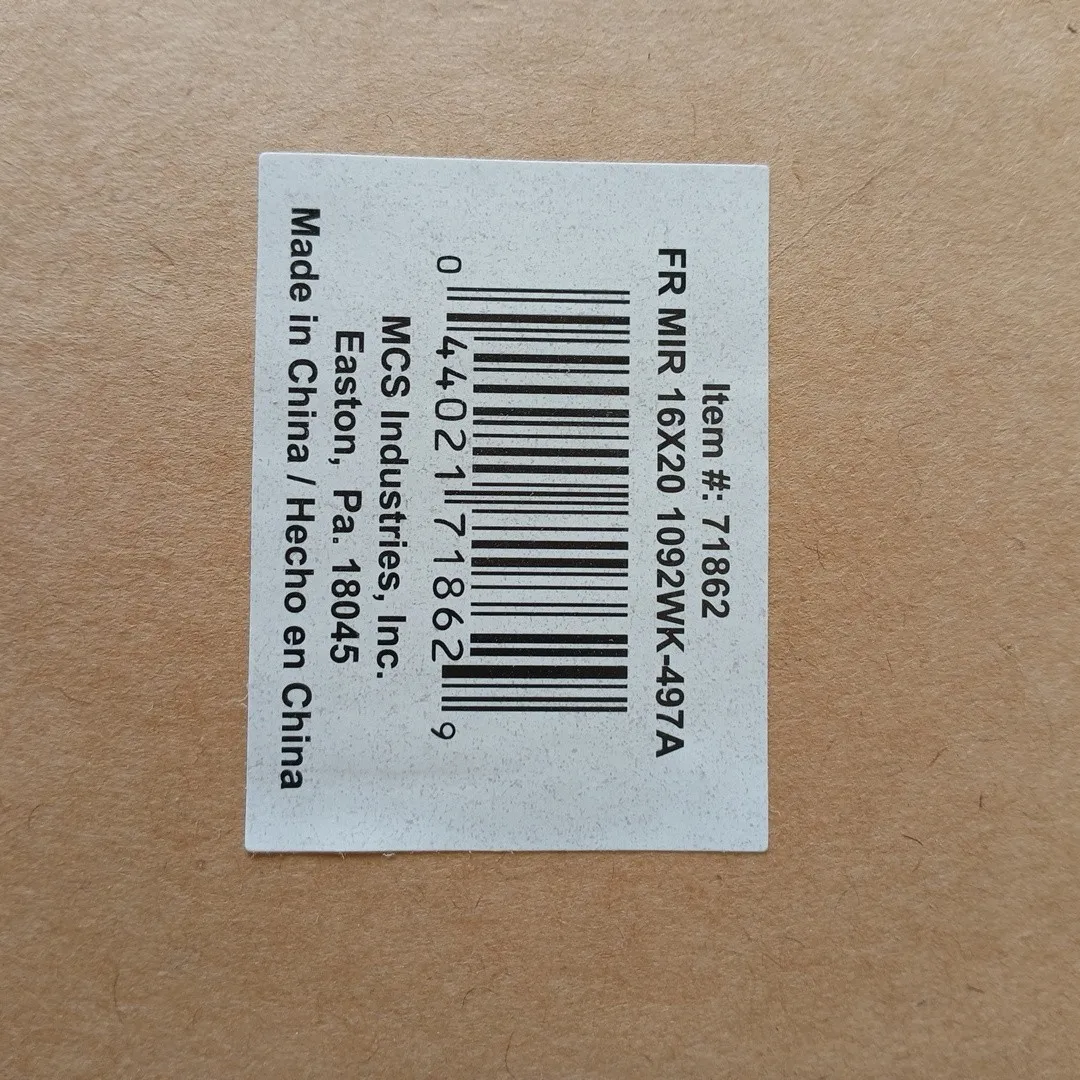 Item #: 71862
FR MIR 16X20 1092WK-497A
0 44021 71862 9
MCS Industries, Inc.
Easton, Pa. 18045
Made in China / Hecho en China